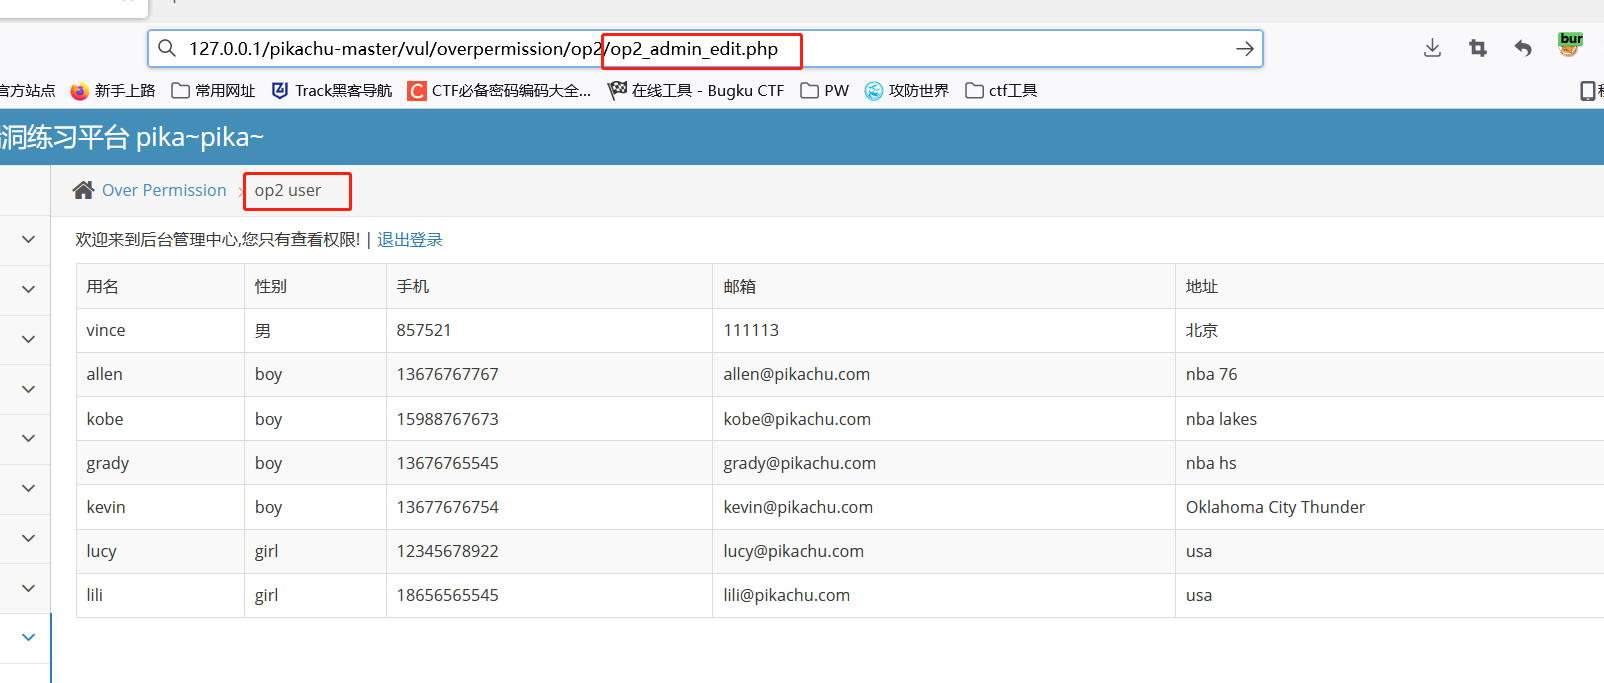 127.0.0.1/pikachu-master/vul/overpermission/op2/op2_admin_edit.php
bur
官方站点 新手上路 常用网址 Track黑客导航 CTF必备密码编码大全... 在线工具 - Bugku CTF PW 攻防世界 ctf工具
洞练习平台 pika~pika~
Over Permission op2 user
欢迎来到后台管理中心,您只有查看权限! | 退出登录
用名 性别 手机 邮箱 地址
vince 男 857521 111113 北京
allen boy 13676767767 allen@pikachu.com nba 76
kobe boy 15988767673 kobe@pikachu.com nba lakes
grady boy 13676765545 grady@pikachu.com nba hs
kevin boy 13677676754 kevin@pikachu.com Oklahoma City Thunder
lucy girl 12345678922 lucy@pikachu.com usa
lili girl 18656565545 lili@pikachu.com usa